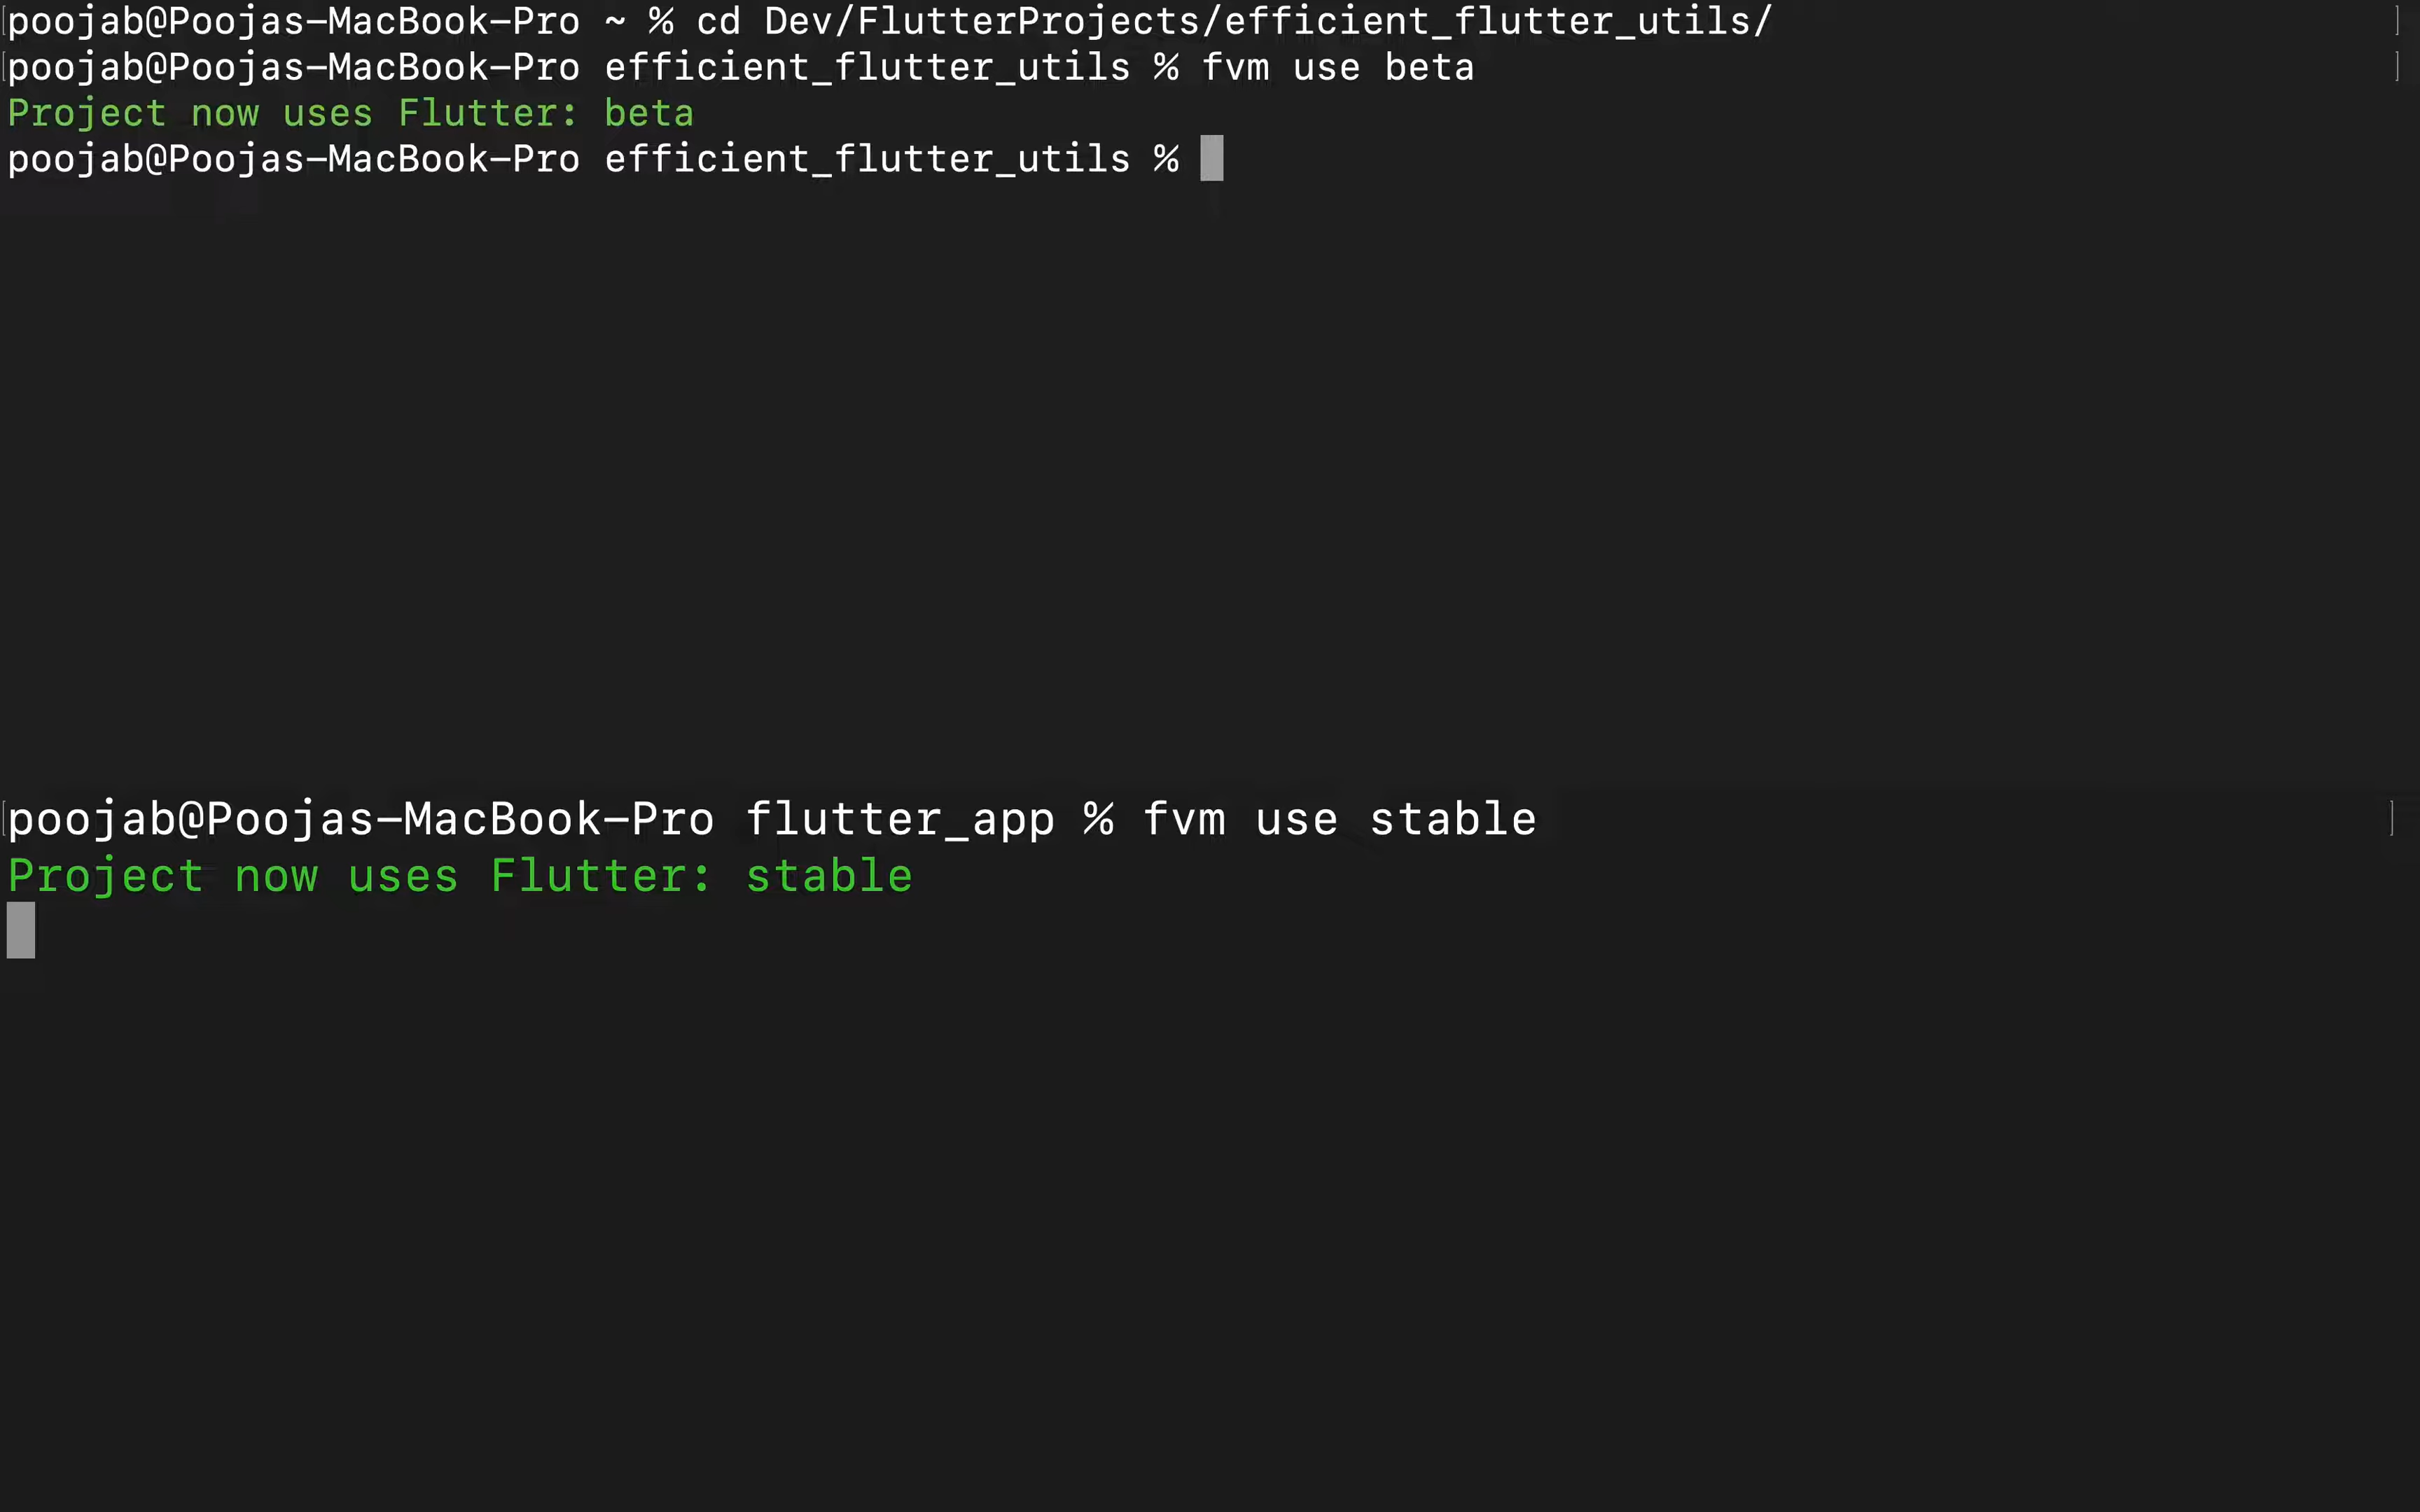 [poojab@Poojas-MacBook-Pro ~ % cd Dev/FlutterProjects/efficient_flutter_utils/ ]
[poojab@Poojas-MacBook-Pro efficient_flutter_utils % fvm use beta ]
Project now uses Flutter: beta
poojab@Poojas-MacBook-Pro efficient_flutter_utils %
[poojab@Poojas-MacBook-Pro flutter_app % fvm use stable ]
Project now uses Flutter: stable